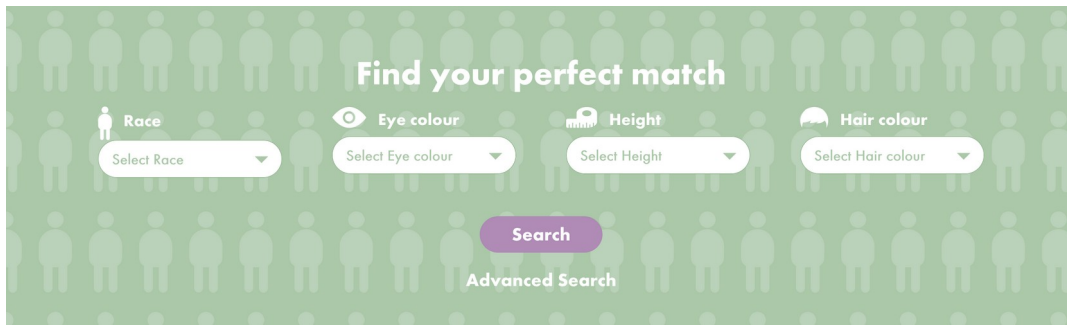 Find your perfect match
Race
Eye colour
Height
Hair colour
Select Race
Select Eye colour
Select Height
Select Hair colour
Search
Advanced Search